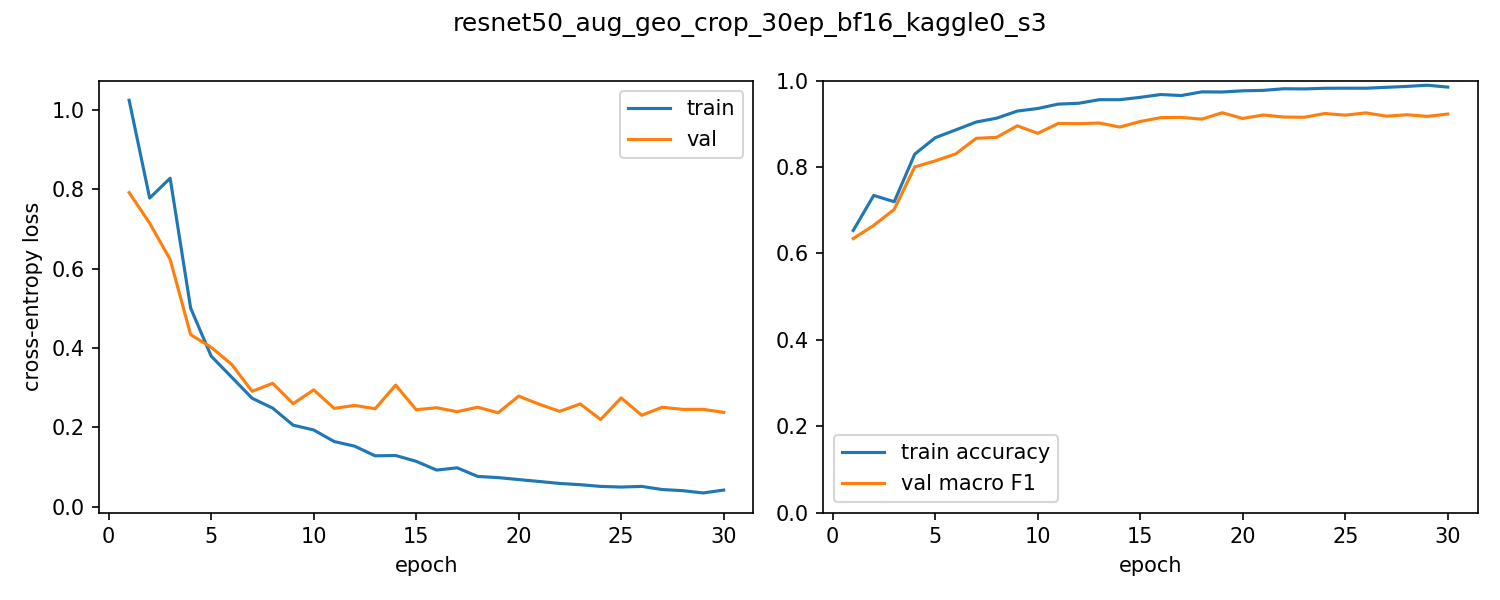 resnet50_aug_geo_crop_30ep_bf16_kaggle0_s3
cross-entropy loss
1.0
0.8
0.6
0.4
0.2
0.0
train
val
0 5 10 15 20 25 30
epoch
1.0
0.8
0.6
0.4
0.2
0.0
train accuracy
val macro F1
0 5 10 15 20 25 30
epoch